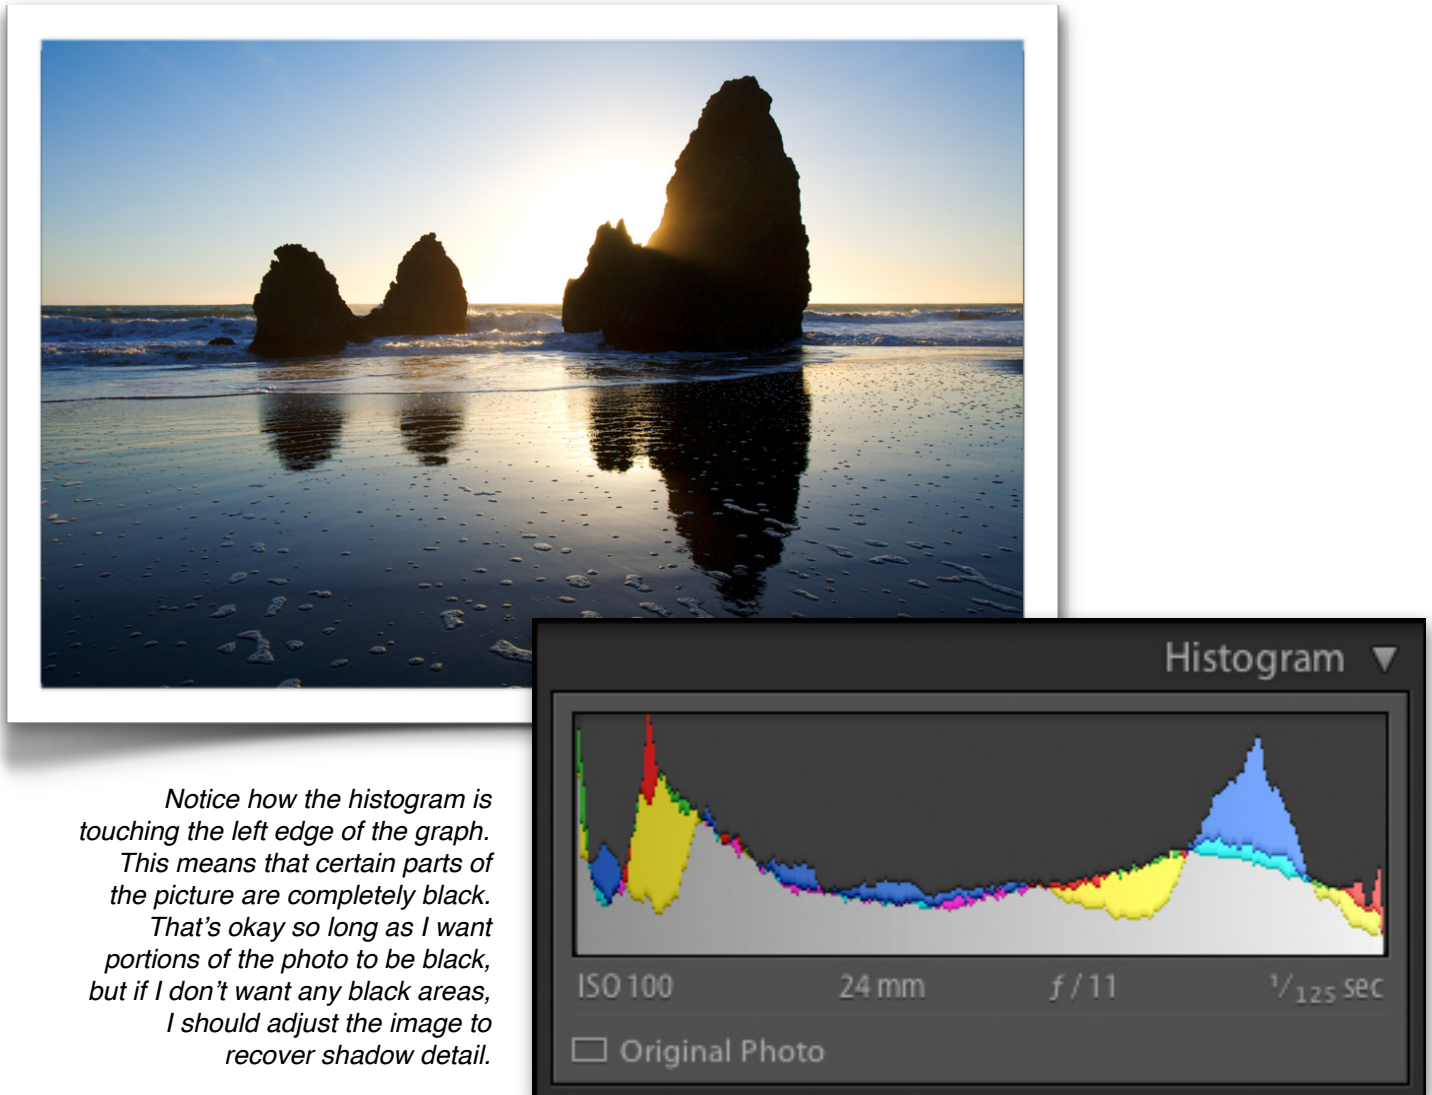 Histogram ▼
Notice how the histogram is
touching the left edge of the graph.
This means that certain parts of
the picture are completely black.
That’s okay so long as I want
portions of the photo to be black,
but if I don’t want any black areas,
I should adjust the image to
recover shadow detail.
ISO 100 24 mm ƒ / 11 1/125 sec
Original Photo